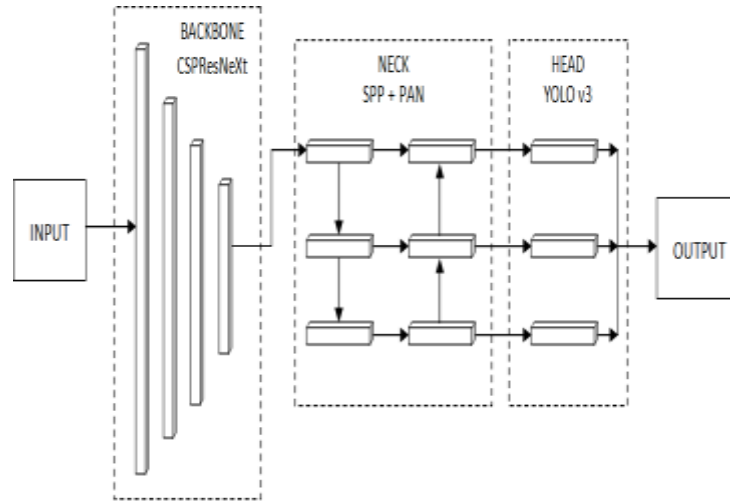 BACKBONE
CSPResNeXt
NECK
SPP + PAN
HEAD
YOLO v3
INPUT
OUTPUT